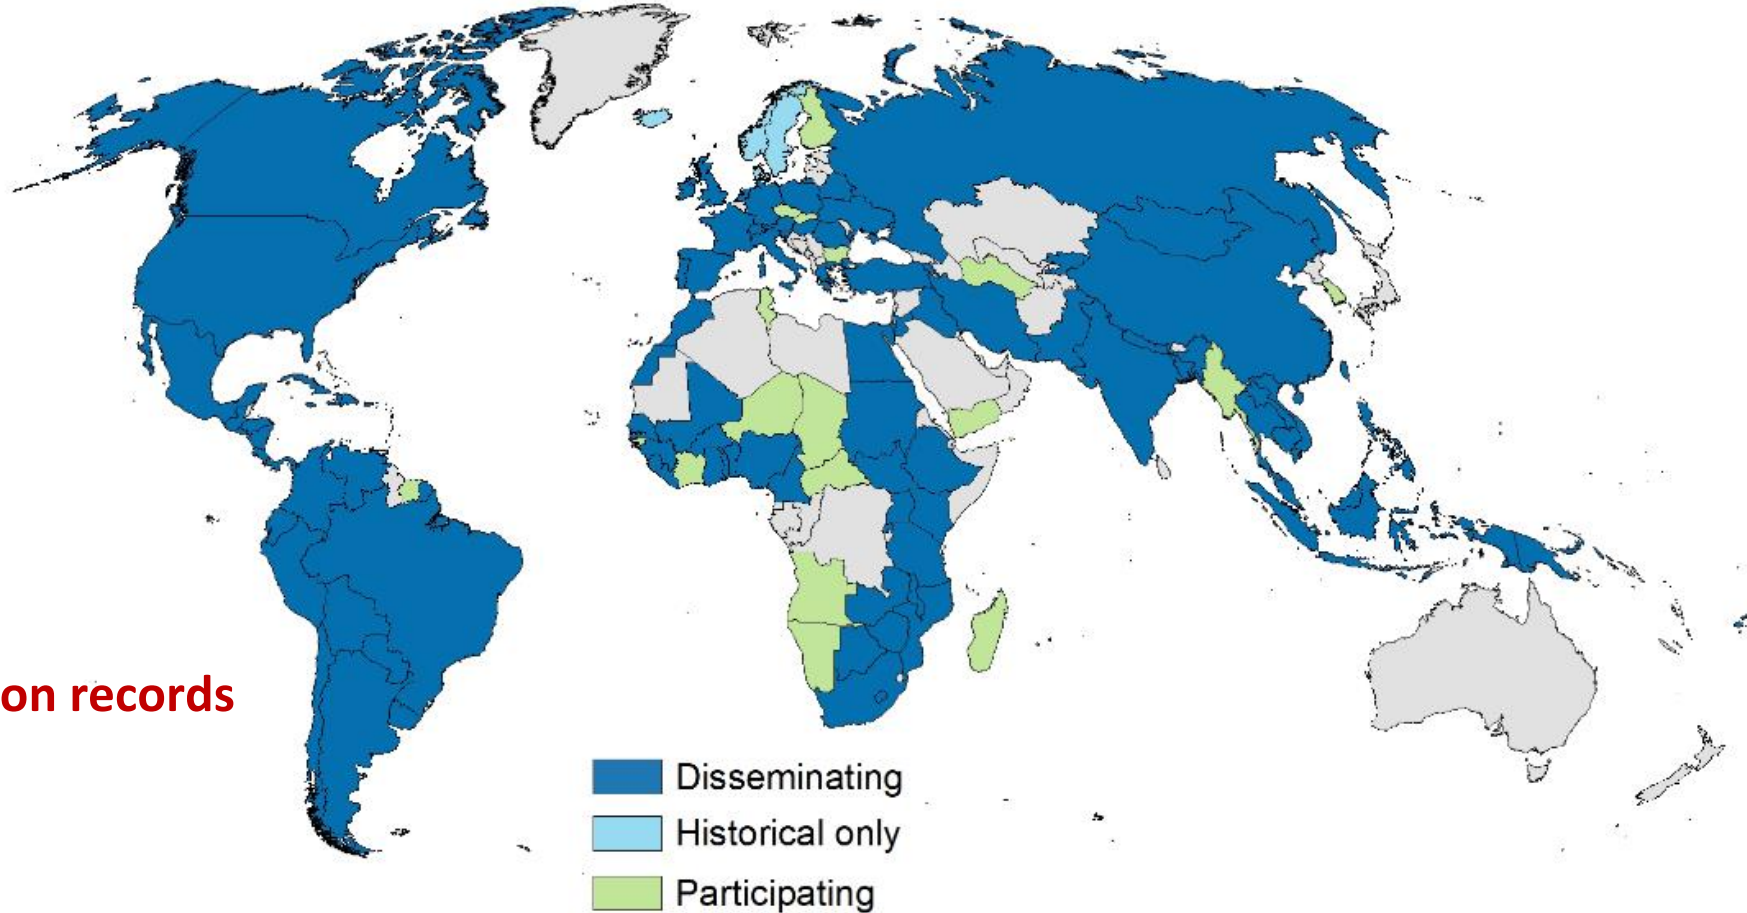 on records
Disseminating
Historical only
Participating